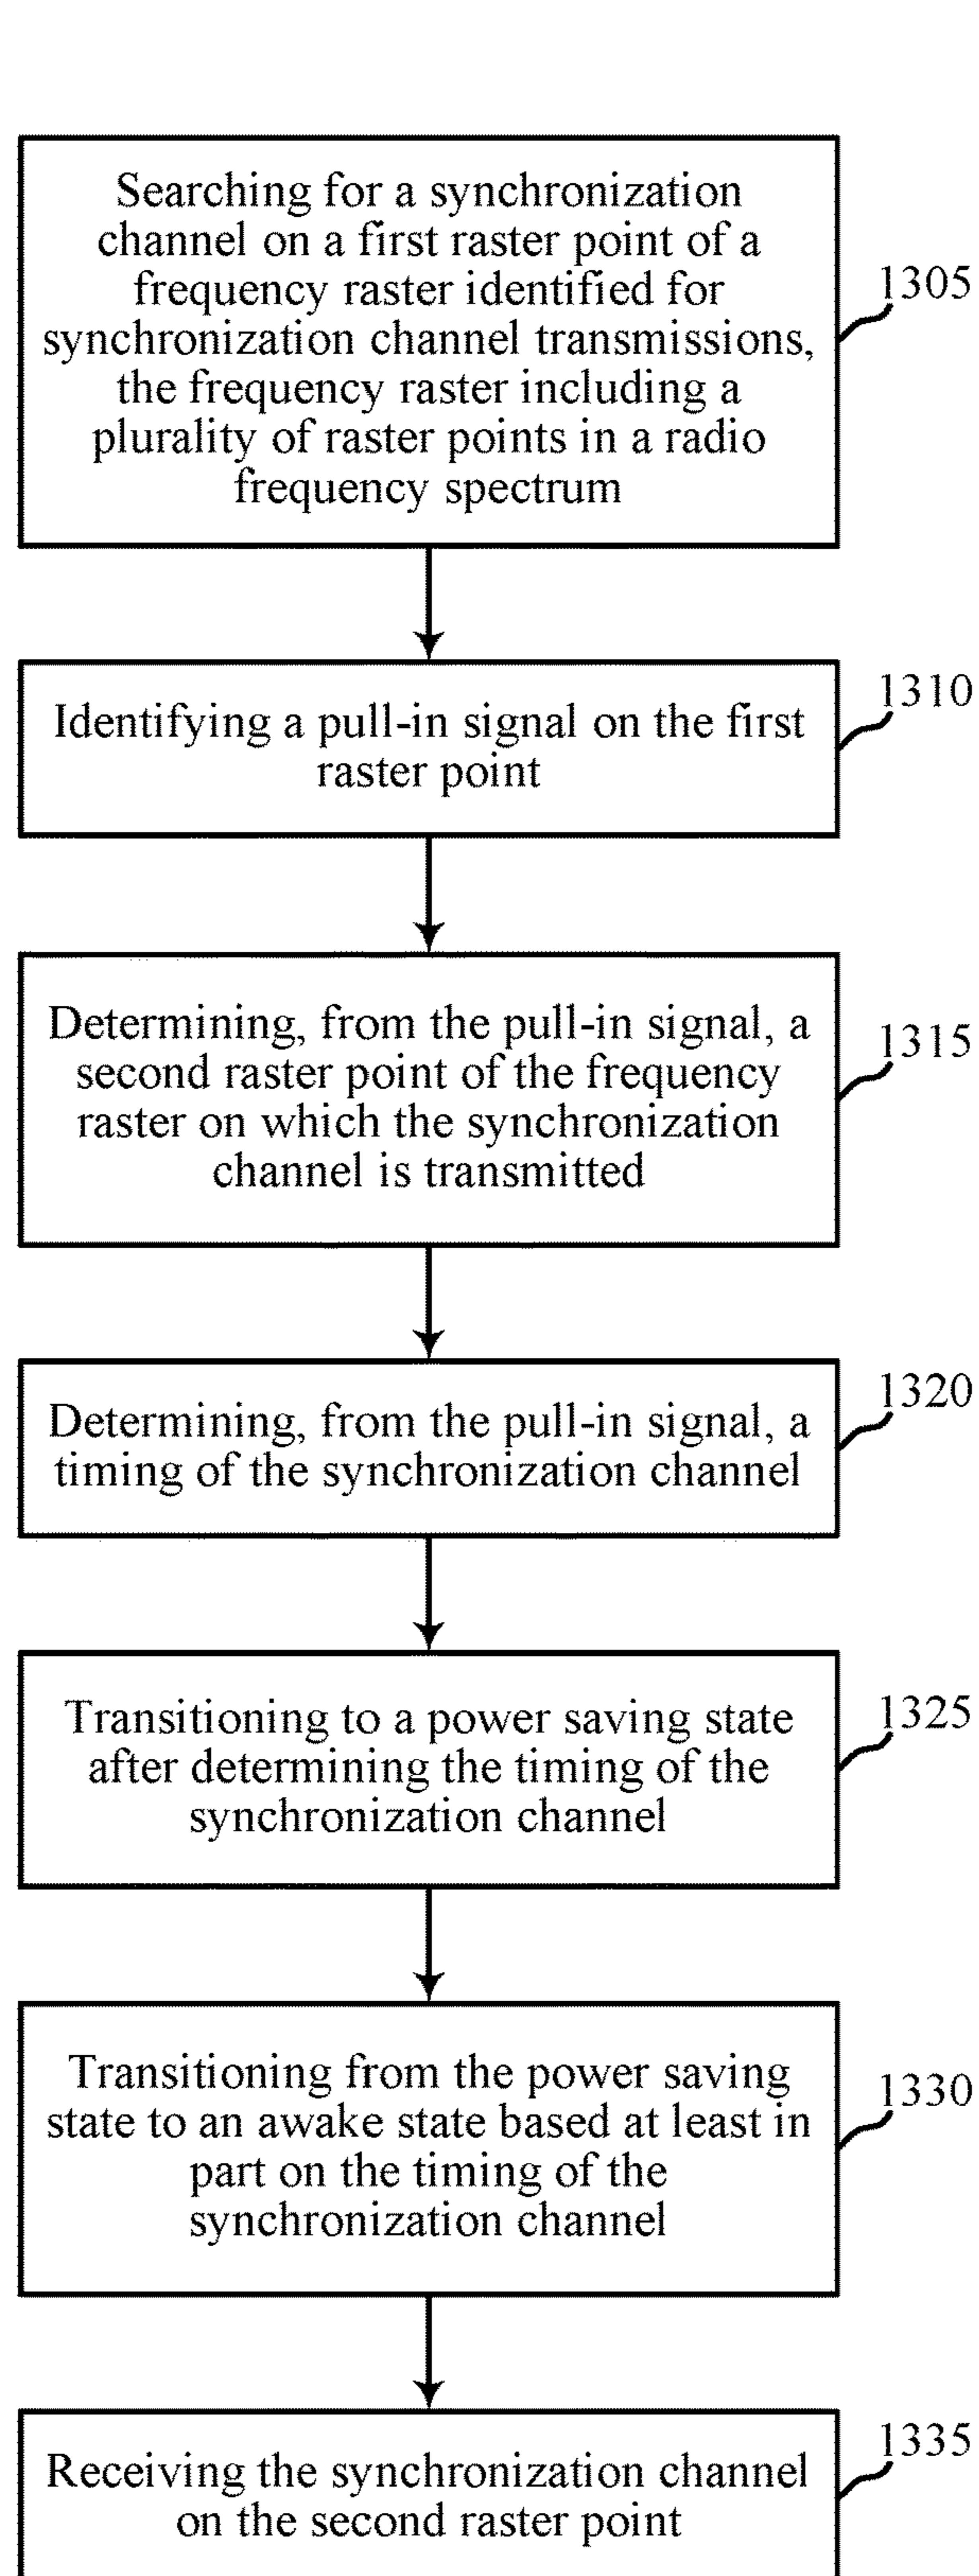 Searching for a synchronization
channel on a first raster point of a
frequency raster identified for
synchronization channel transmissions,
the frequency raster including a
plurality of raster points in a radio
frequency spectrum
1305
Identifying a pull-in signal on the first
raster point
1310
Determining, from the pull-in signal, a
second raster point of the frequency
raster on which the synchronization
channel is transmitted
1315
Determining, from the pull-in signal, a
timing of the synchronization channel
1320
Transitioning to a power saving state
after determining the timing of the
synchronization channel
1325
Transitioning from the power saving
state to an awake state based at least in
part on the timing of the
synchronization channel
1330
Receiving the synchronization channel
on the second raster point
1335